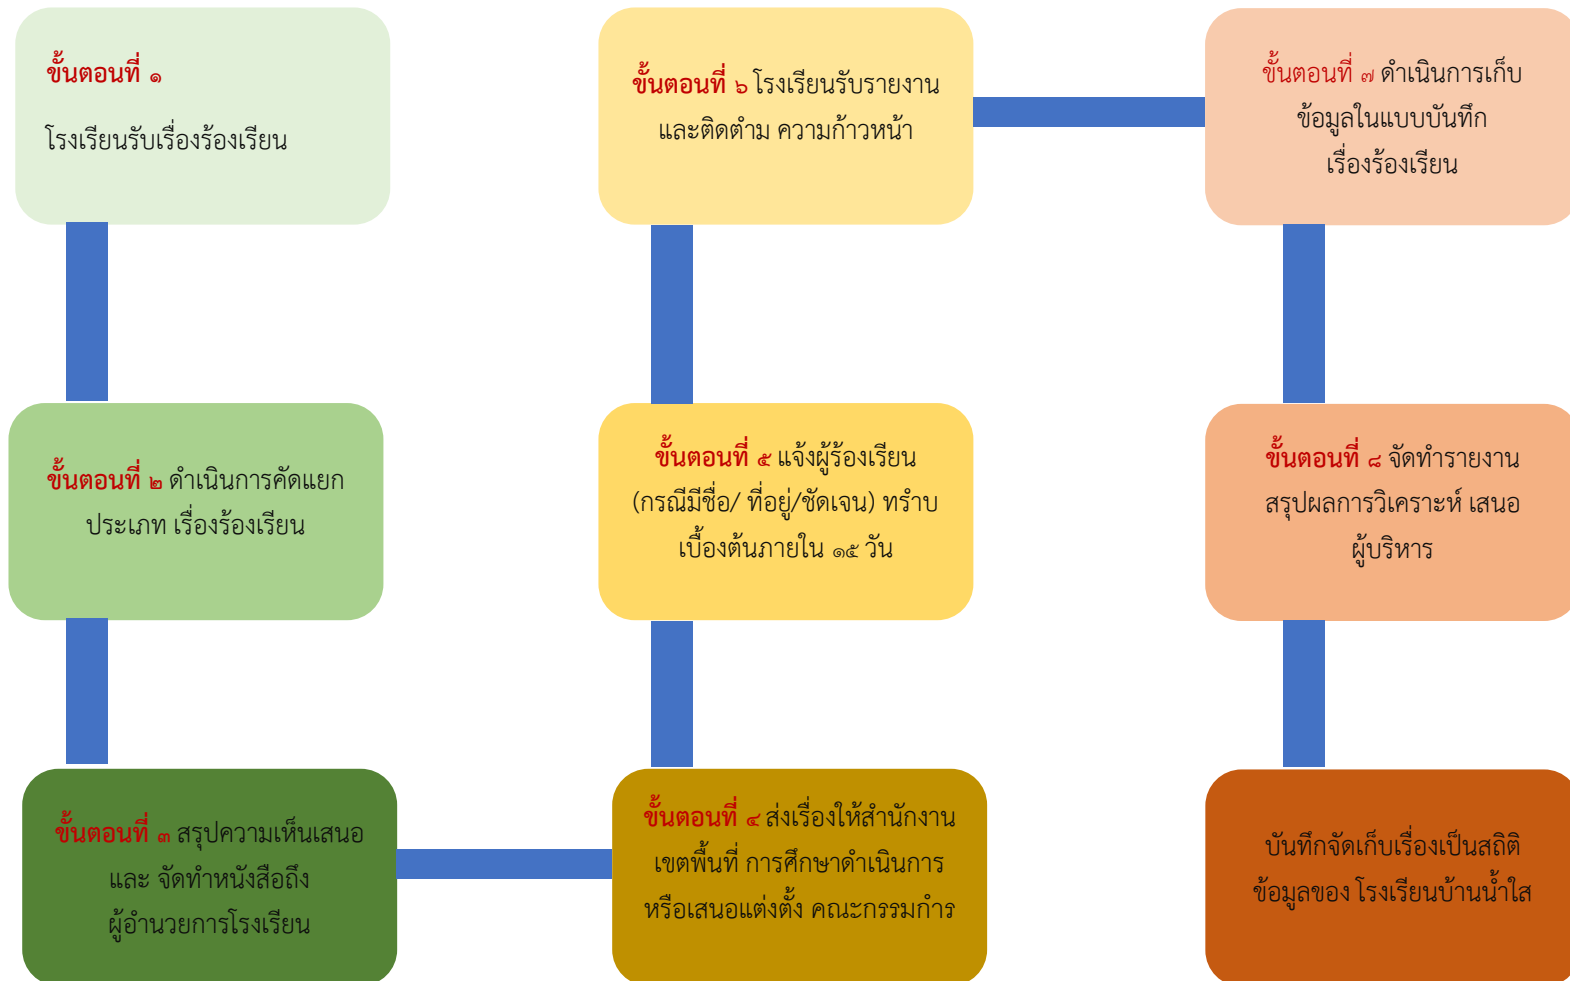 ขั้นตอนที่ ๑
โรงเรียนรับเรื่องร้องเรียน
ขั้นตอนที่ ๒ ดำเนินการคัดแยก
ประเภท เรื่องร้องเรียน
ขั้นตอนที่ ๓ สรุปความเห็นเสนอ
และ จัดทำหนังสือถึง
ผู้อำนวยการโรงเรียน
ขั้นตอนที่ ๔ ส่งเรื่องให้สำนักงาน
เขตพื้นที่ การศึกษาดำเนินการ
หรือเสนอแต่งตั้ง คณะกรรมกำร
ขั้นตอนที่ ๕ แจ้งผู้ร้องเรียน
(กรณีมีชื่อ/ ที่อยู่/ชัดเจน) ทรำบ
เบื้องต้นภายใน ๑๕ วัน
ขั้นตอนที่ ๖ โรงเรียนรับรายงาน
และติดตำม ความก้าวหน้า
ขั้นตอนที่ ๗ ดำเนินการเก็บ
ข้อมูลในแบบบันทึก
เรื่องร้องเรียน
ขั้นตอนที่ ๘ จัดทำรายงาน
สรุปผลการวิเคราะห์ เสนอ
ผู้บริหาร
บันทึกจัดเก็บเรื่องเป็นสถิติ
ข้อมูลของ โรงเรียนบ้านน้ำใส